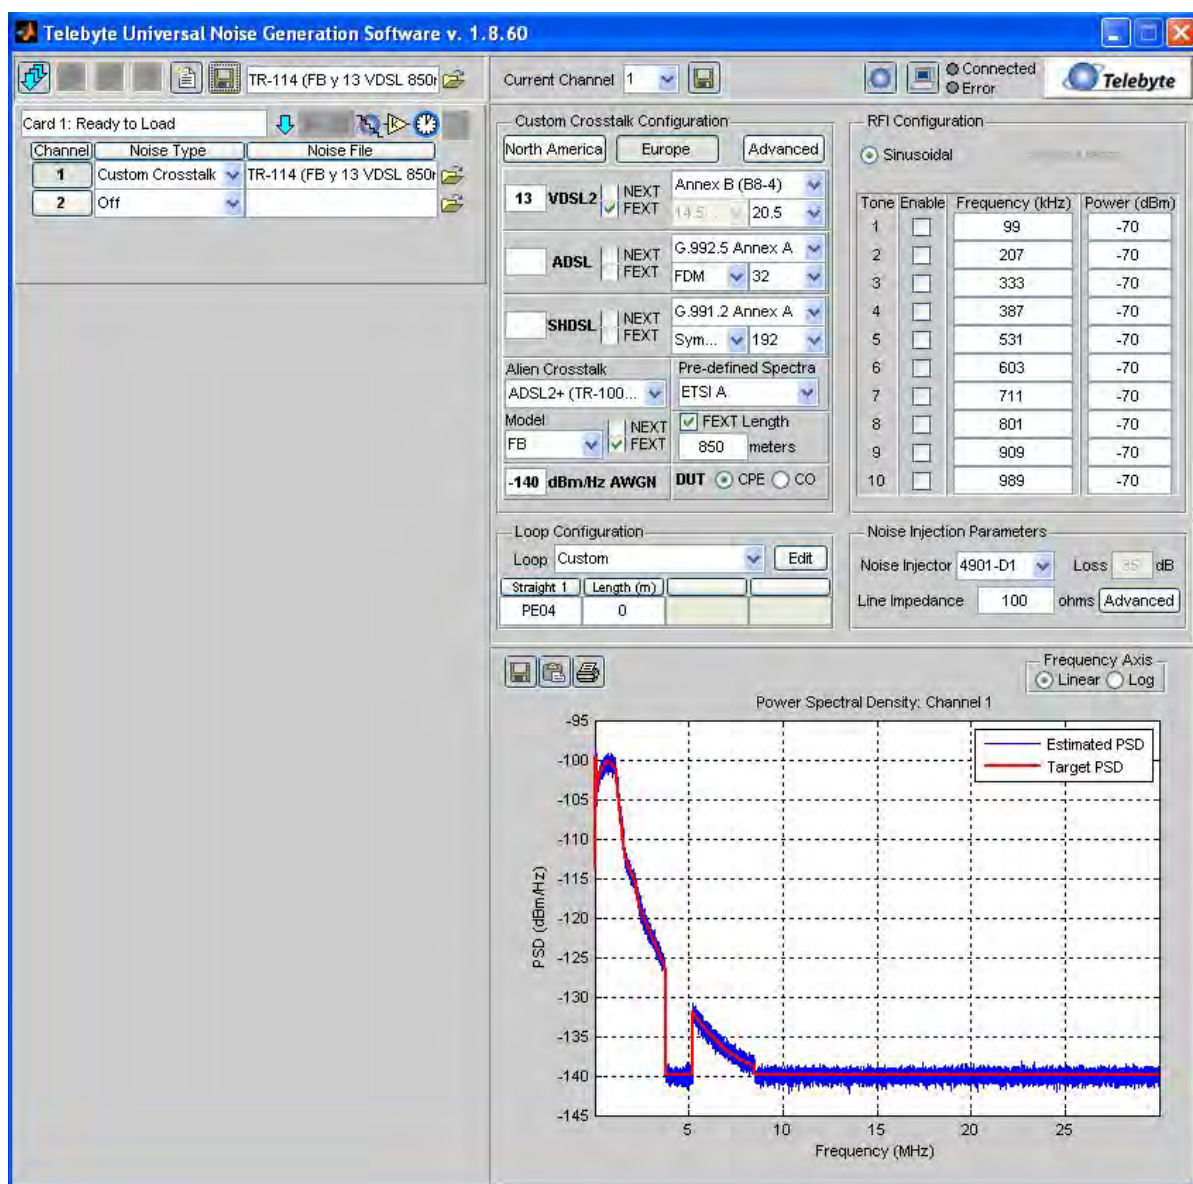 Telebyte Universal Noise Generation Software v. 1.8.60
TR-114 (FB y 13 VDSL 850r
Current Channel 1
Connected
Error
Telebyte
Card 1: Ready to Load
Channel Noise Type Noise File
1 Custom Crosstalk TR-114 (FB y 13 VDSL 850r
2 Off
Custom Crosstalk Configuration
North America Europe Advanced
13 VDSL2 NEXT Annex B (B8-4)
FEXT 14.5... 20.5
ADSL NEXT G.992.5 Annex A
FEXT FDM 32
SHDSL NEXT G.991.2 Annex A
FEXT Sym... 192
Alien Crosstalk Pre-defined Spectra
ADSL2+ (TR-100... ETSI A
Model NEXT FEXT Length
FB FEXT 850 meters
-140 dBm/Hz AWGN DUT CPE CO
RFI Configuration
Sinusoidal
Tone Enable Frequency (kHz) Power (dBm)
1 99 -70
2 207 -70
3 333 -70
4 387 -70
5 531 -70
6 603 -70
7 711 -70
8 801 -70
9 909 -70
10 989 -70
Loop Configuration
Loop Custom Edit
Straight 1 Length (m)
PE04 0
Noise Injection Parameters
Noise Injector 4901-D1 Loss dB
Line Impedance 100 ohms Advanced
Frequency Axis
Linear Log
Power Spectral Density: Channel 1
Estimated PSD
Target PSD
PSD (dBm/Hz)
-95
-100
-105
-110
-115
-120
-125
-130
-135
-140
-145
5 10 15 20 25
Frequency (MHz)